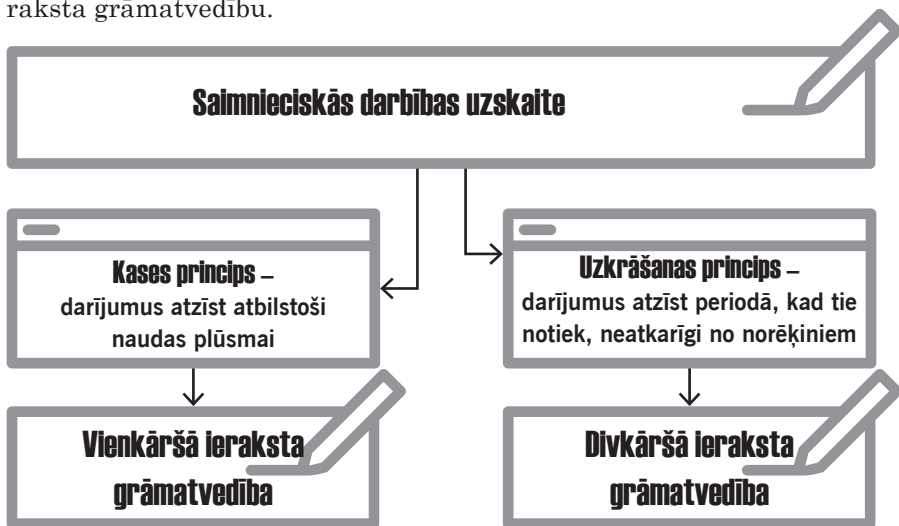 raksta grāmatvedību.
Saimnieciskās darbības uzskaite
Kases princips –
darījumus atzīst atbilstoši
naudas plūsmai
Uzkrāšanas princips –
darījumus atzīst periodā, kad tie
notiek, neatkarīgi no norēķiniem
Vienkāršā ieraksta
grāmatvedība
Divkāršā ieraksta
grāmatvedība